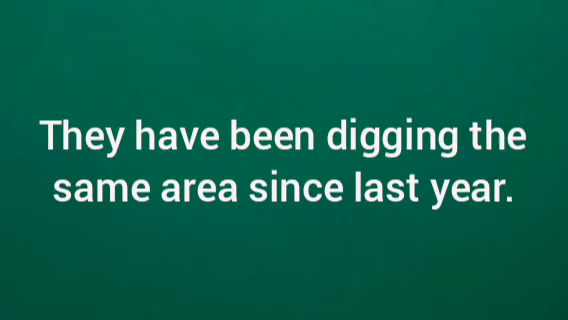 They have been digging the
same area since last year.